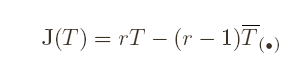 J(T) = rT − (r − 1)T̅₍•₎